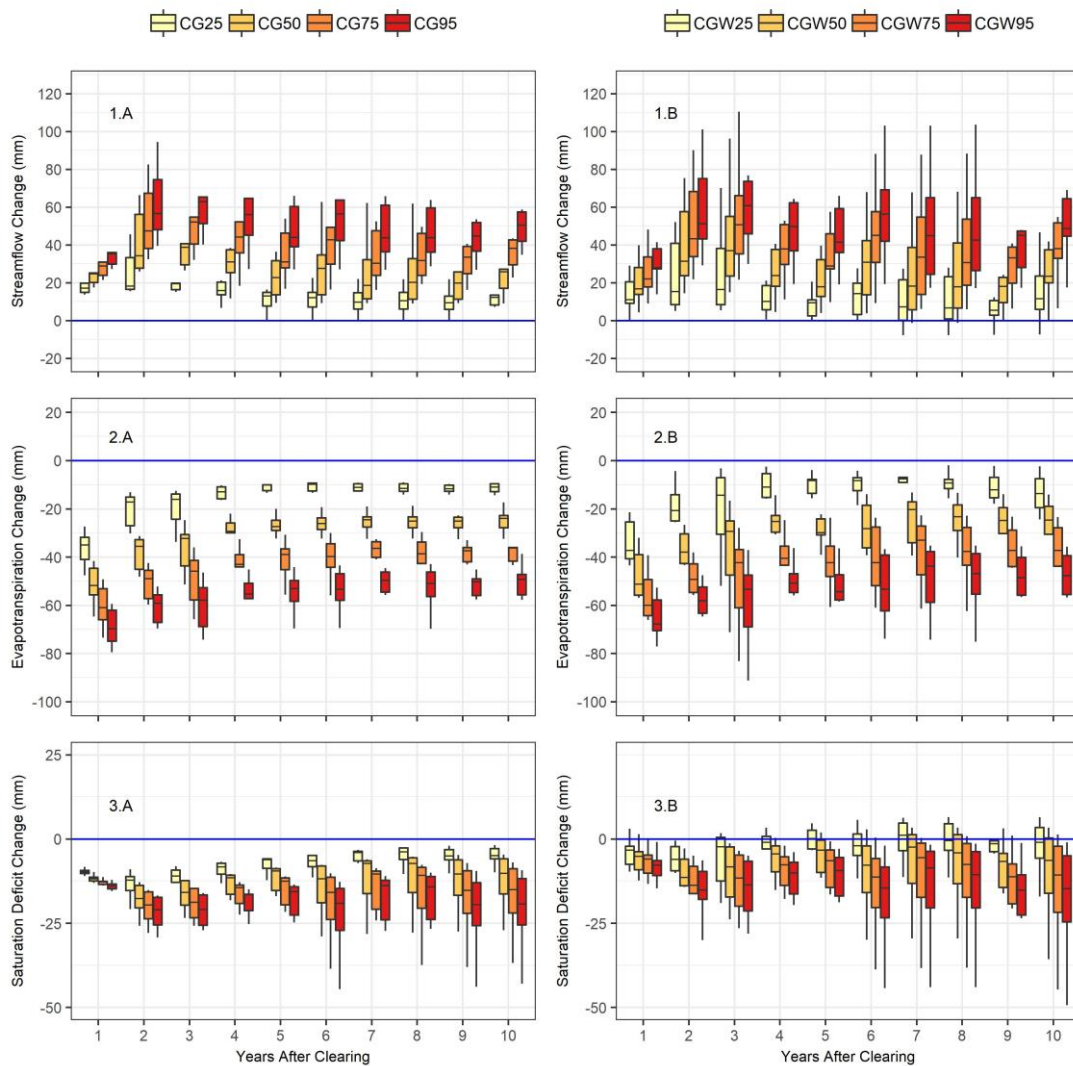 CG25 CG50 CG75 CG95
CGW25 CGW50 CGW75 CGW95
Streamflow Change (mm)
120
100
80
60
40
20
0
-20
1.A
Streamflow Change (mm)
120
100
80
60
40
20
0
-20
1.B
Evapotranspiration Change (mm)
20
0
-20
-40
-60
-80
-100
2.A
Evapotranspiration Change (mm)
20
0
-20
-40
-60
-80
-100
2.B
Saturation Deficit Change (mm)
25
0
-25
-50
3.A
1 2 3 4 5 6 7 8 9 10
Years After Clearing
Saturation Deficit Change (mm)
25
0
-25
-50
3.B
1 2 3 4 5 6 7 8 9 10
Years After Clearing